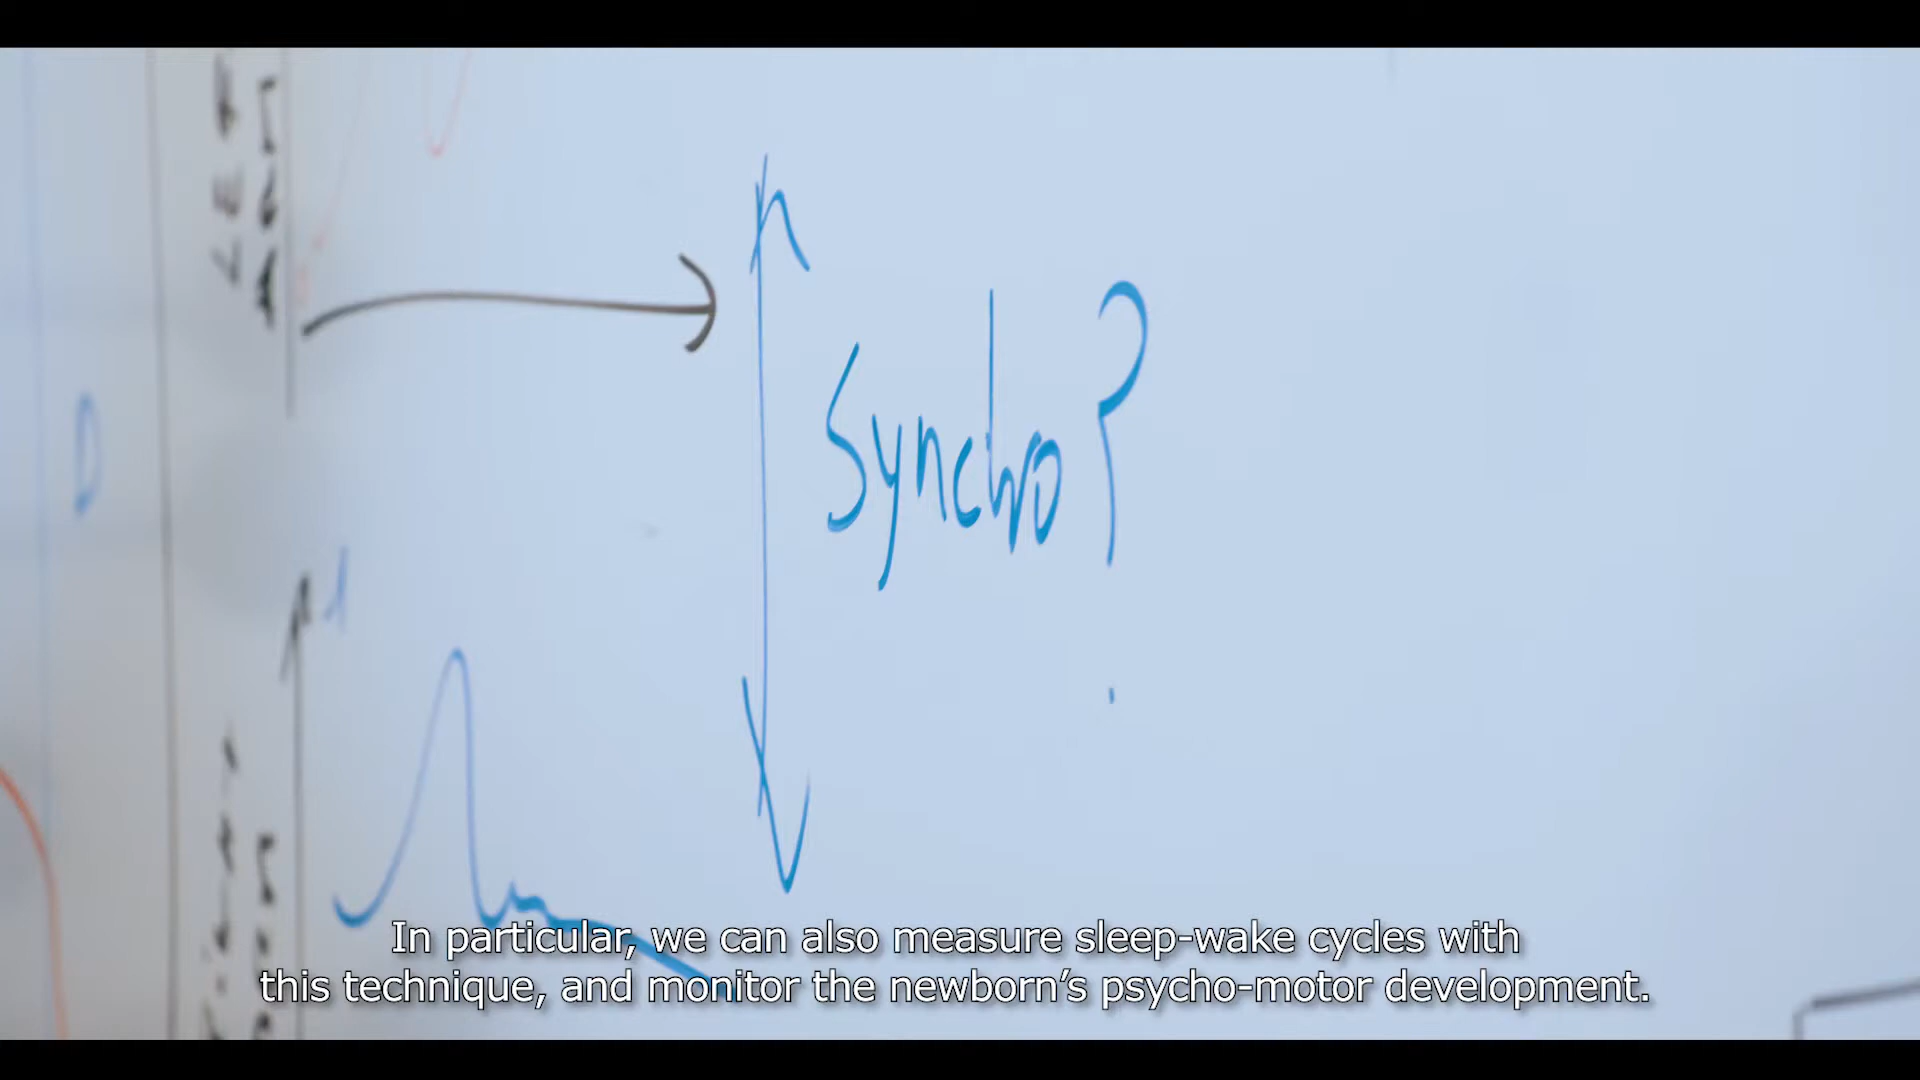 D
Synchro?
In particular, we can also measure sleep-wake cycles with
this technique, and monitor the newborn’s psycho-motor development.